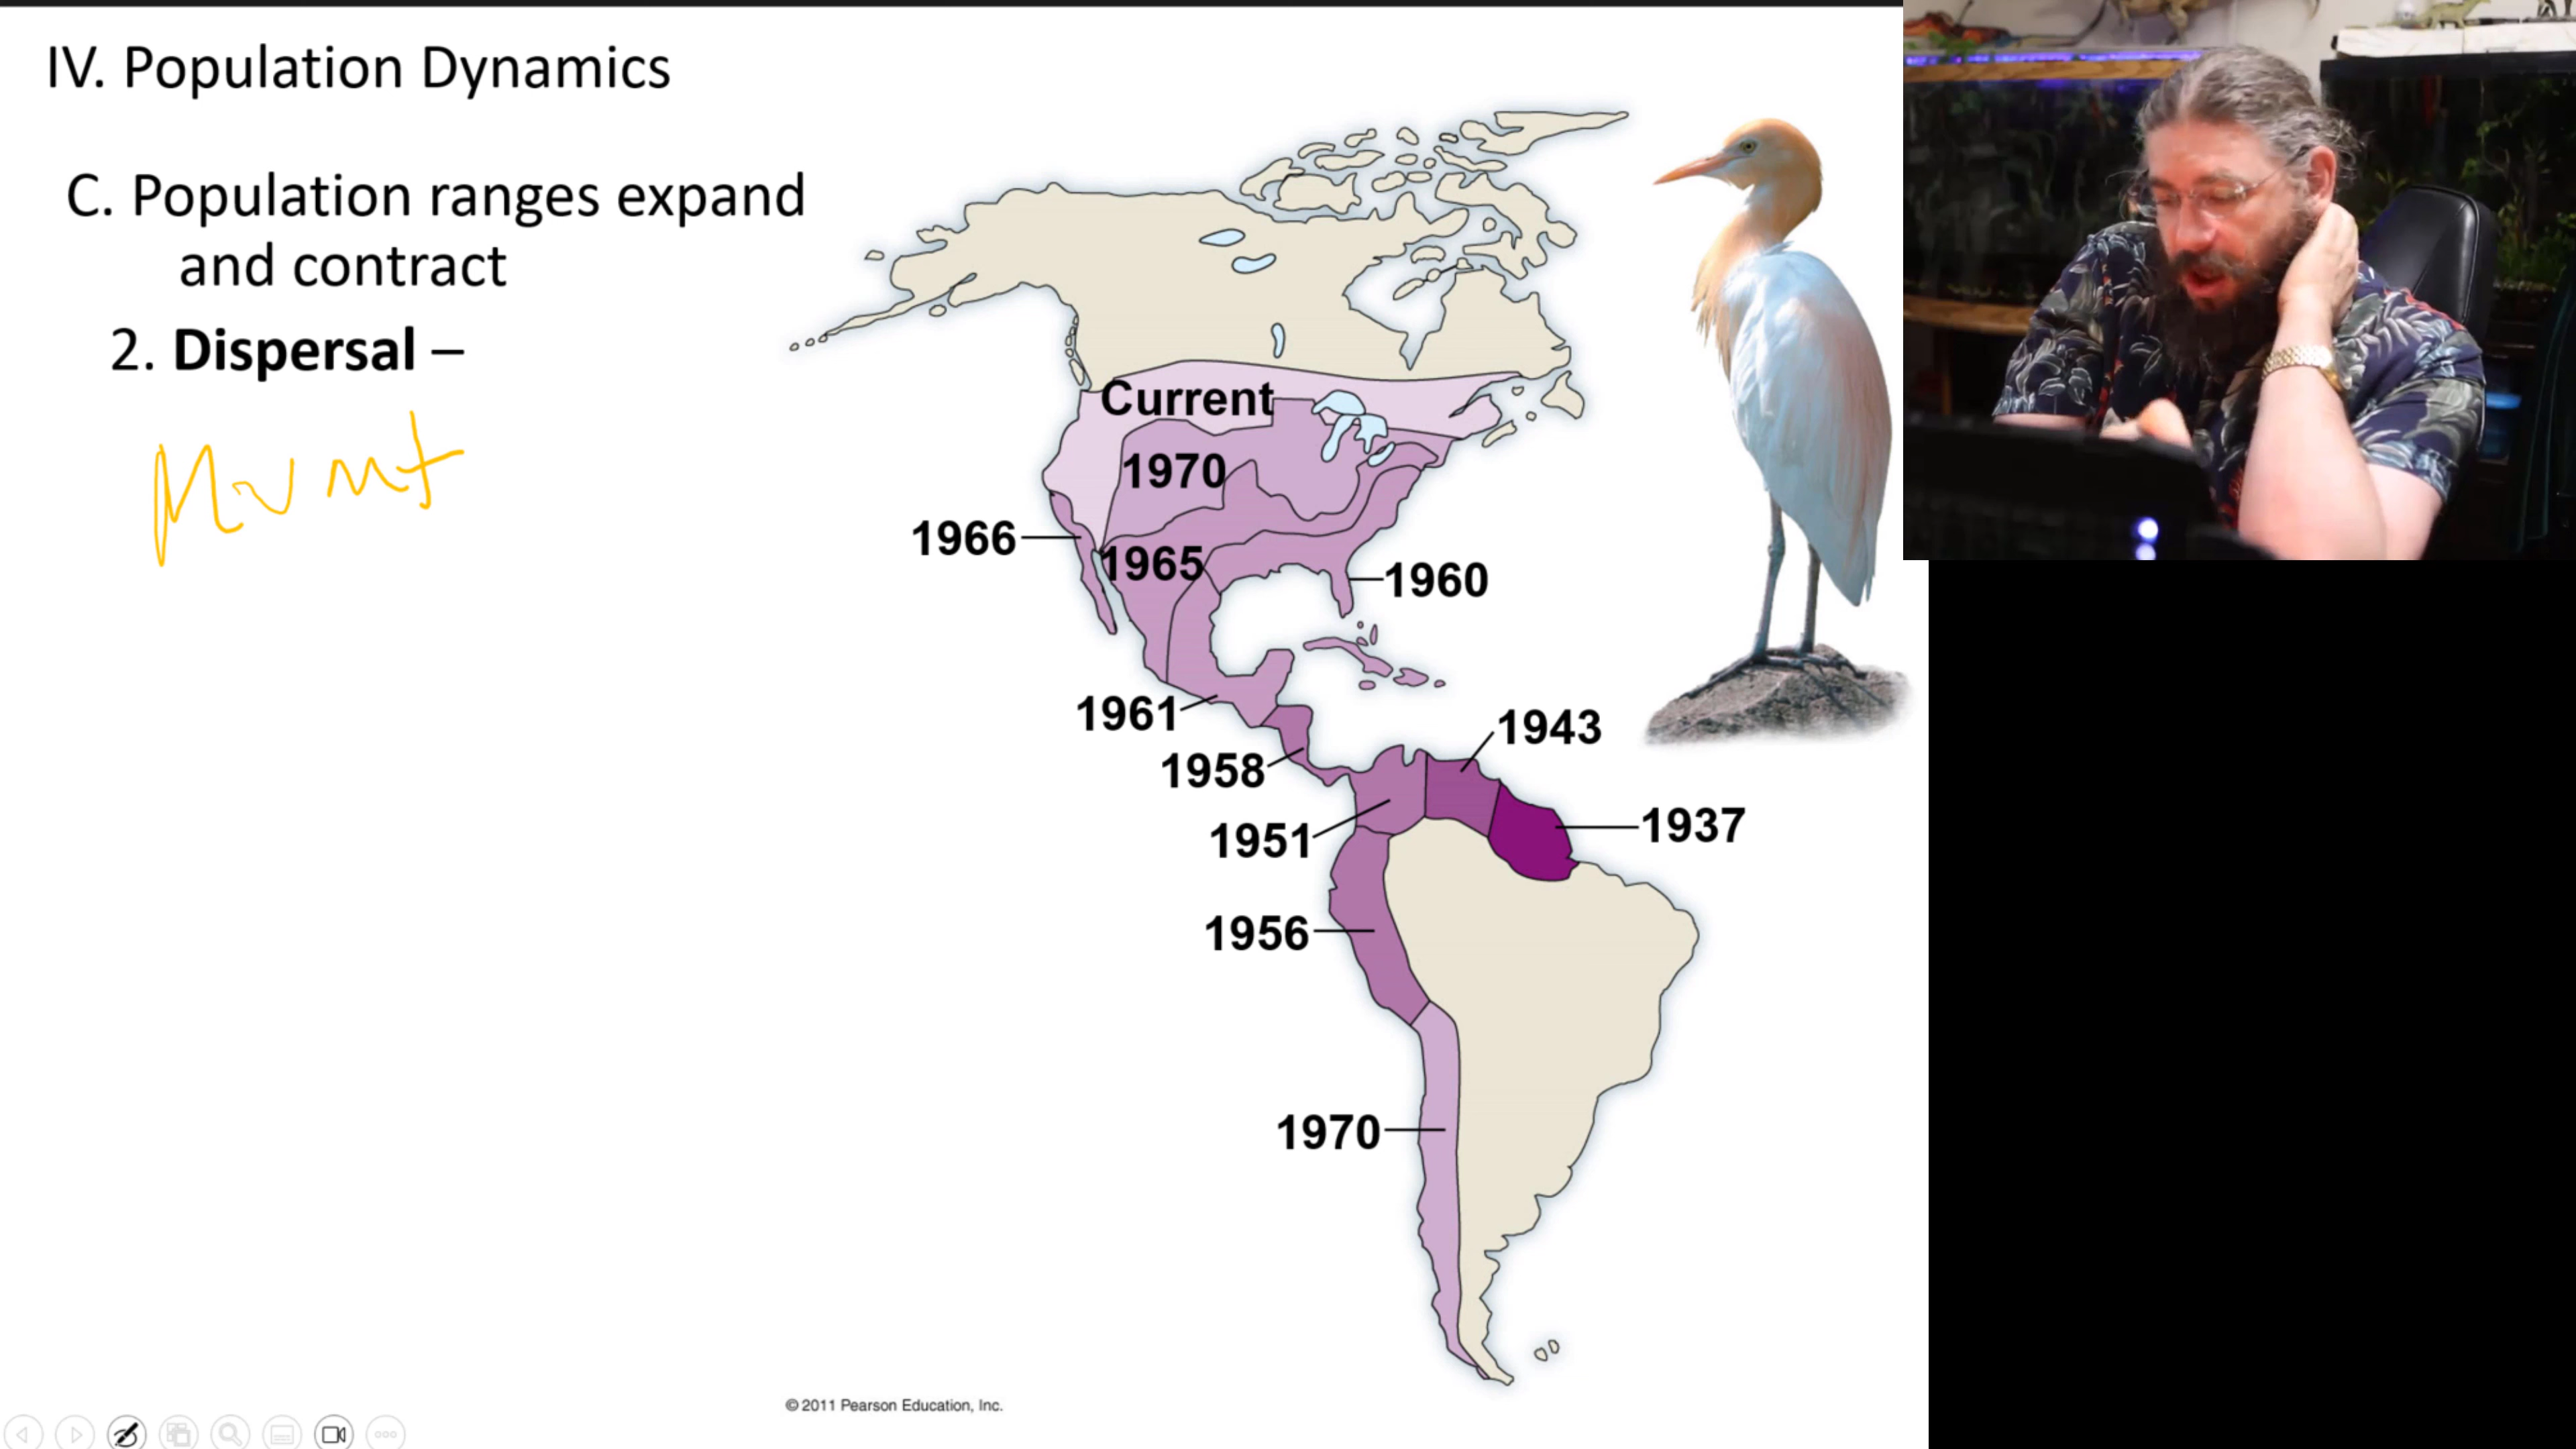 IV. Population Dynamics
C. Population ranges expand
and contract
2. Dispersal –
Mvmt
Current
1970
1966
1965
1960
1961
1958
1943
1951
1937
1956
1970
© 2011 Pearson Education, Inc.